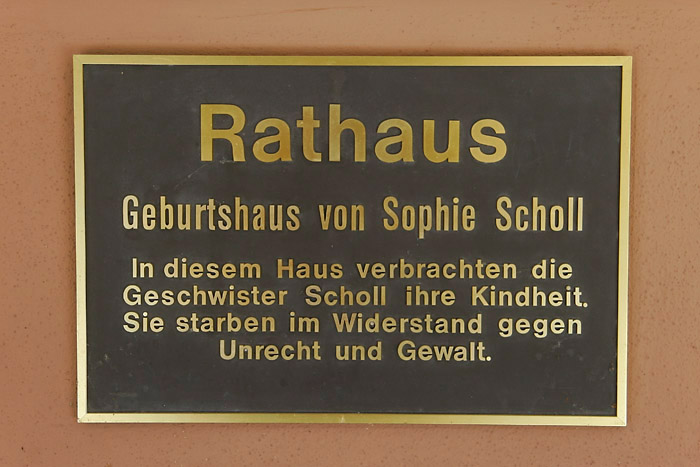 Rathaus
Geburtshaus von Sophie Scholl
In diesem Haus verbrachten die
Geschwister Scholl ihre Kindheit.
Sie starben im Widerstand gegen
Unrecht und Gewalt.